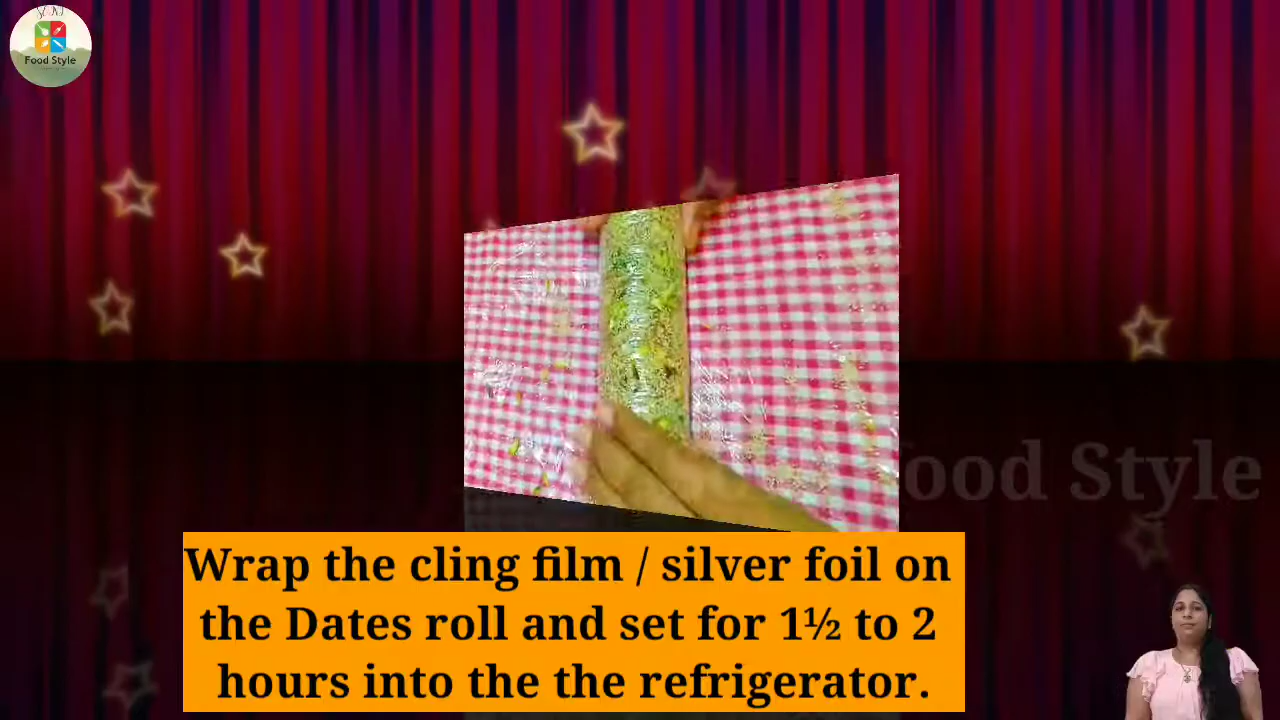 Food Style
Food Style
Wrap the cling film / silver foil on
the Dates roll and set for 1½ to 2
hours into the the refrigerator.